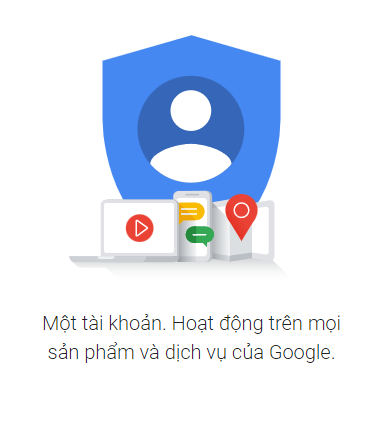 Một tài khoản. Hoạt động trên mọi
sản phẩm và dịch vụ của Google.